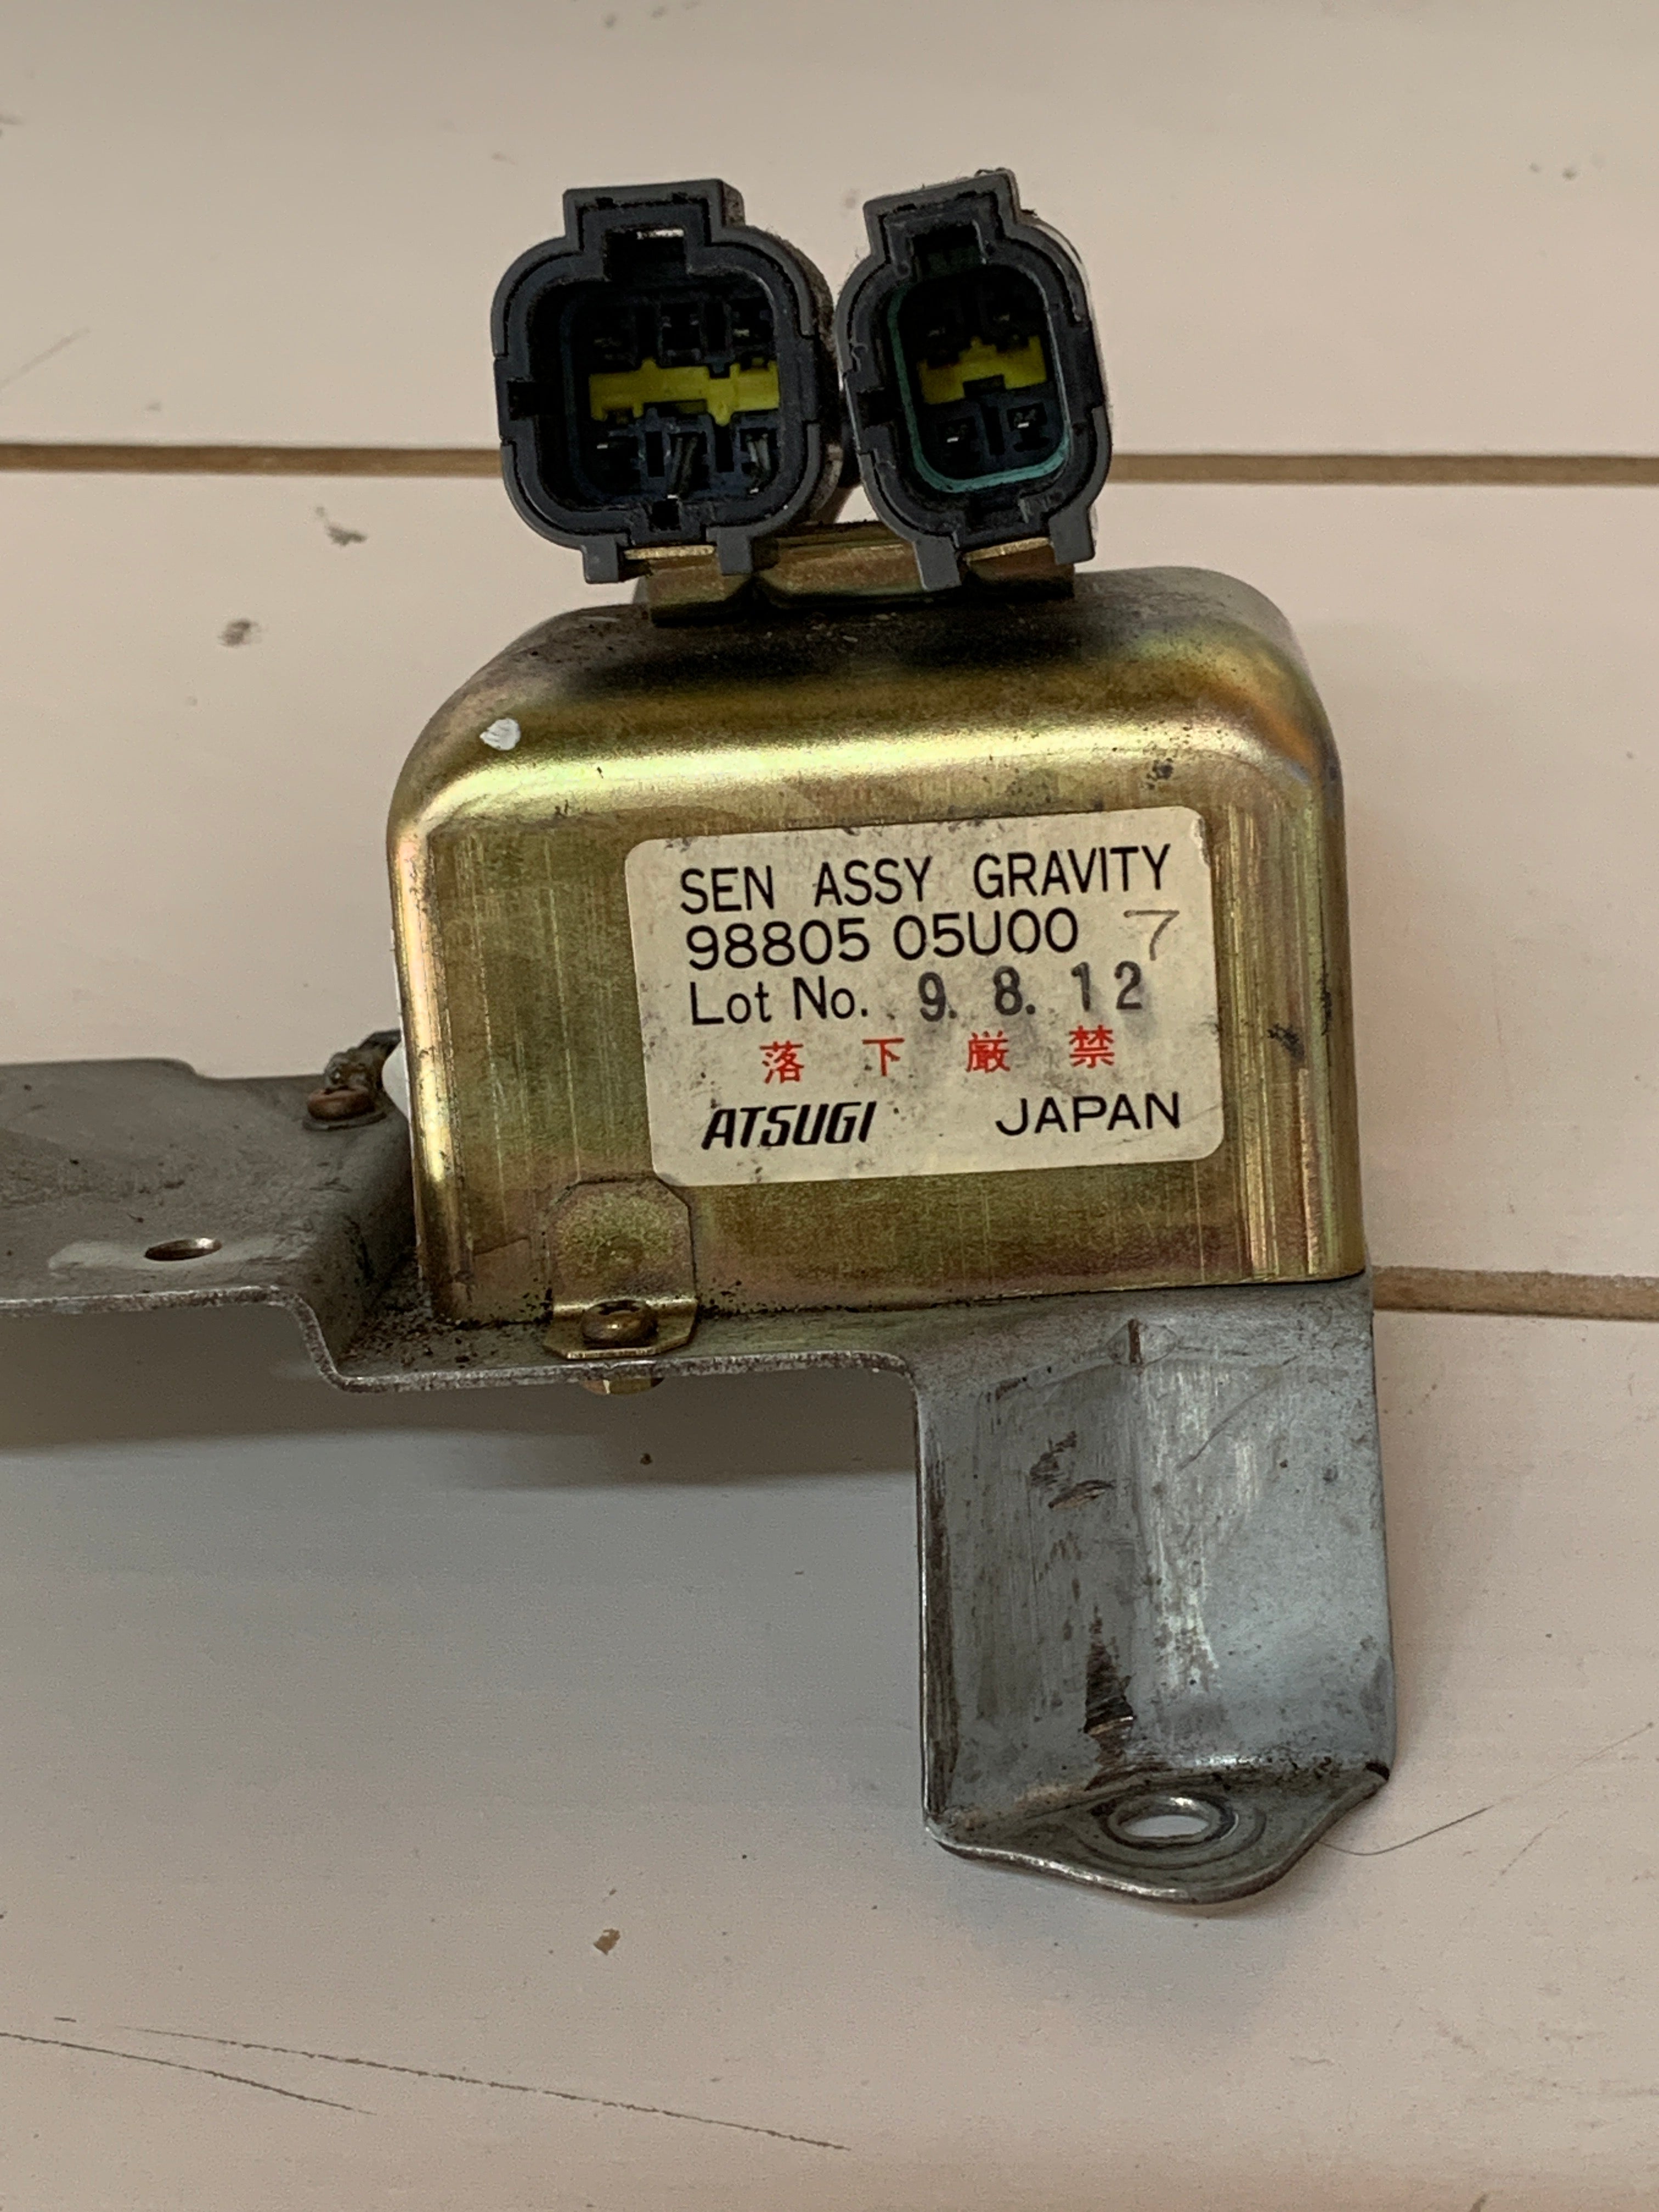 SEN ASSY GRAVITY
98805 05U00 7
Lot No. 9. 8. 12
落下厳禁
ATSUGI JAPAN